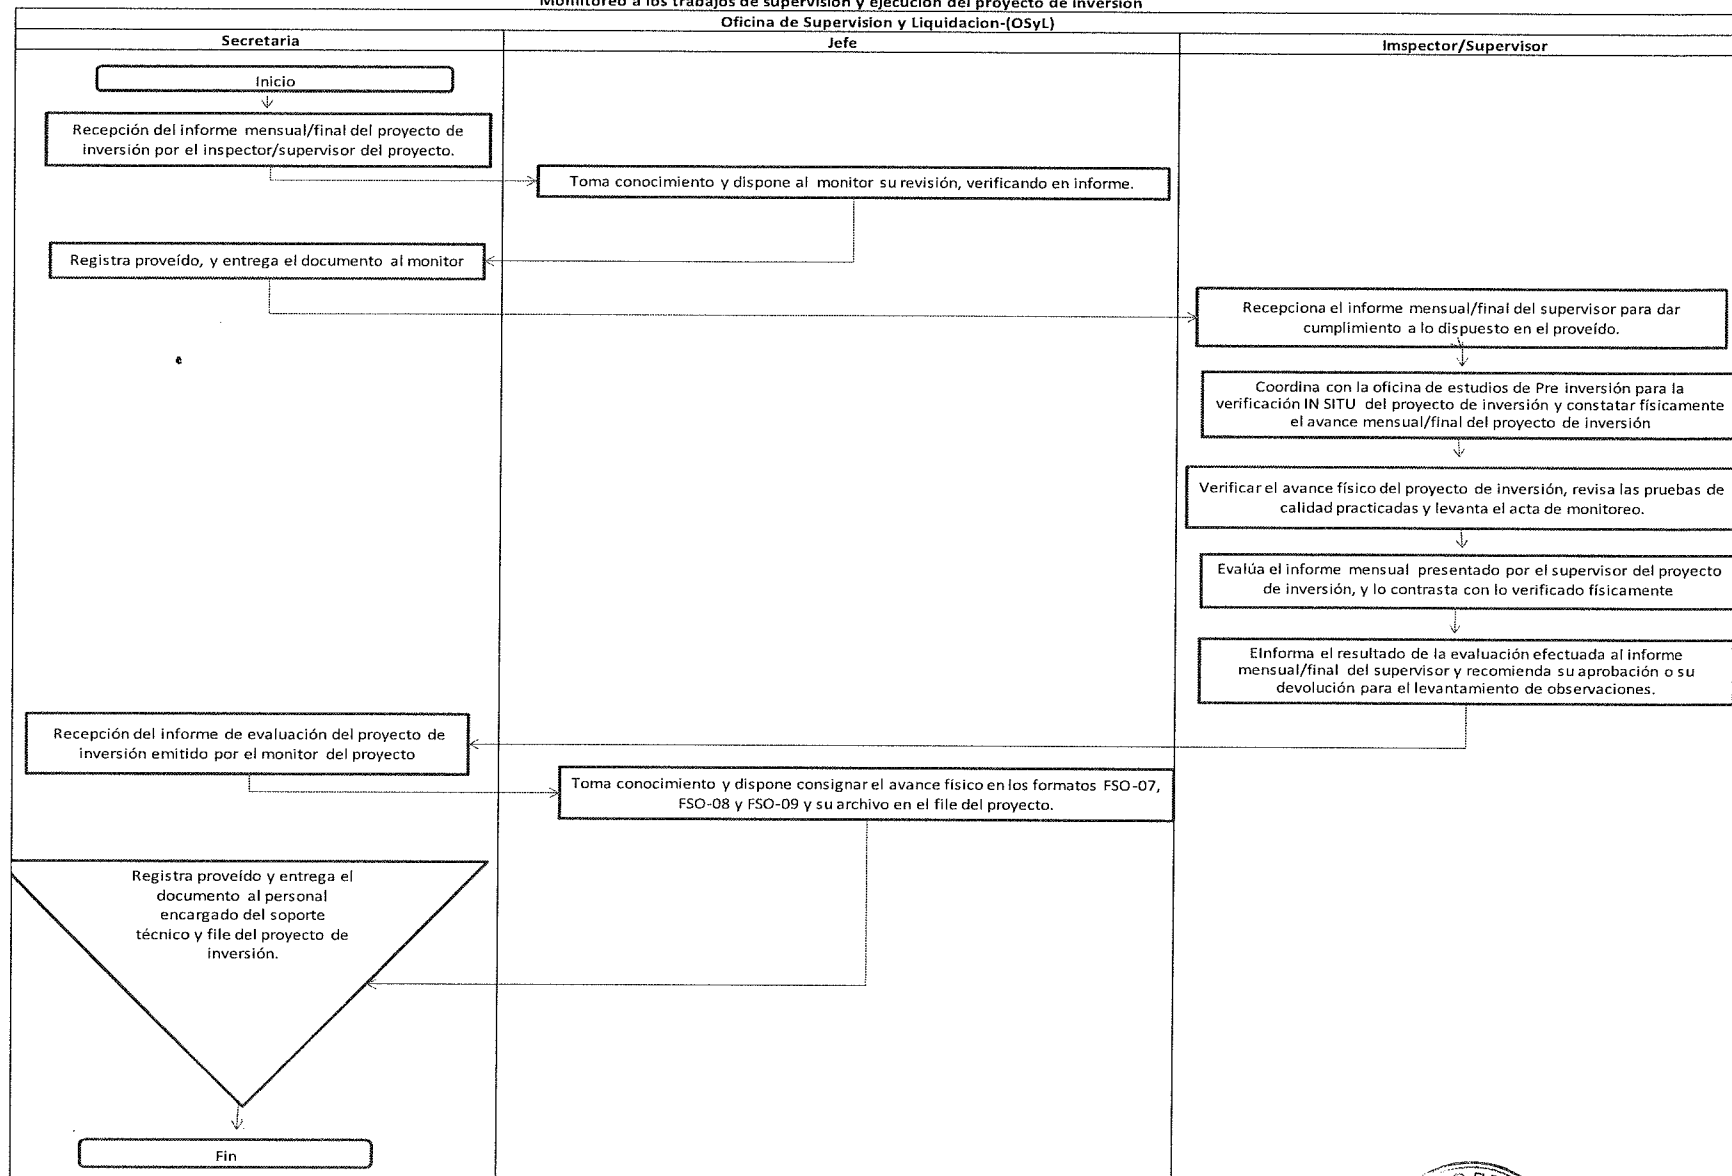 Monitoreo a los trabajos de supervisión y ejecución del proyecto de inversión
Oficina de Supervision y Liquidacion-(OSyL)
Secretaria
Jefe
Imspector/Supervisor
Inicio
Recepción del informe mensual/final del proyecto de
inversión por el inspector/supervisor del proyecto.
Toma conocimiento y dispone al monitor su revisión, verificando en informe.
Registra proveído, y entrega el documento al monitor
Recepciona el informe mensual/final del supervisor para dar
cumplimiento a lo dispuesto en el proveído.
Coordina con la oficina de estudios de Pre inversión para la
verificación IN SITU del proyecto de inversión y constatar físicamente
el avance mensual/final del proyecto de inversión
Verificar el avance físico del proyecto de inversión, revisa las pruebas de
calidad practicadas y levanta el acta de monitoreo.
Evalúa el informe mensual presentado por el supervisor del proyecto
de inversión, y lo contrasta con lo verificado físicamente
EInforma el resultado de la evaluación efectuada al informe
mensual/final del supervisor y recomienda su aprobación o su
devolución para el levantamiento de observaciones.
Recepción del informe de evaluación del proyecto de
inversión emitido por el monitor del proyecto
Toma conocimiento y dispone consignar el avance físico en los formatos FSO-07,
FSO-08 y FSO-09 y su archivo en el file del proyecto.
Registra proveído y entrega el
documento al personal
encargado del soporte
técnico y file del proyecto de
inversión.
Fin